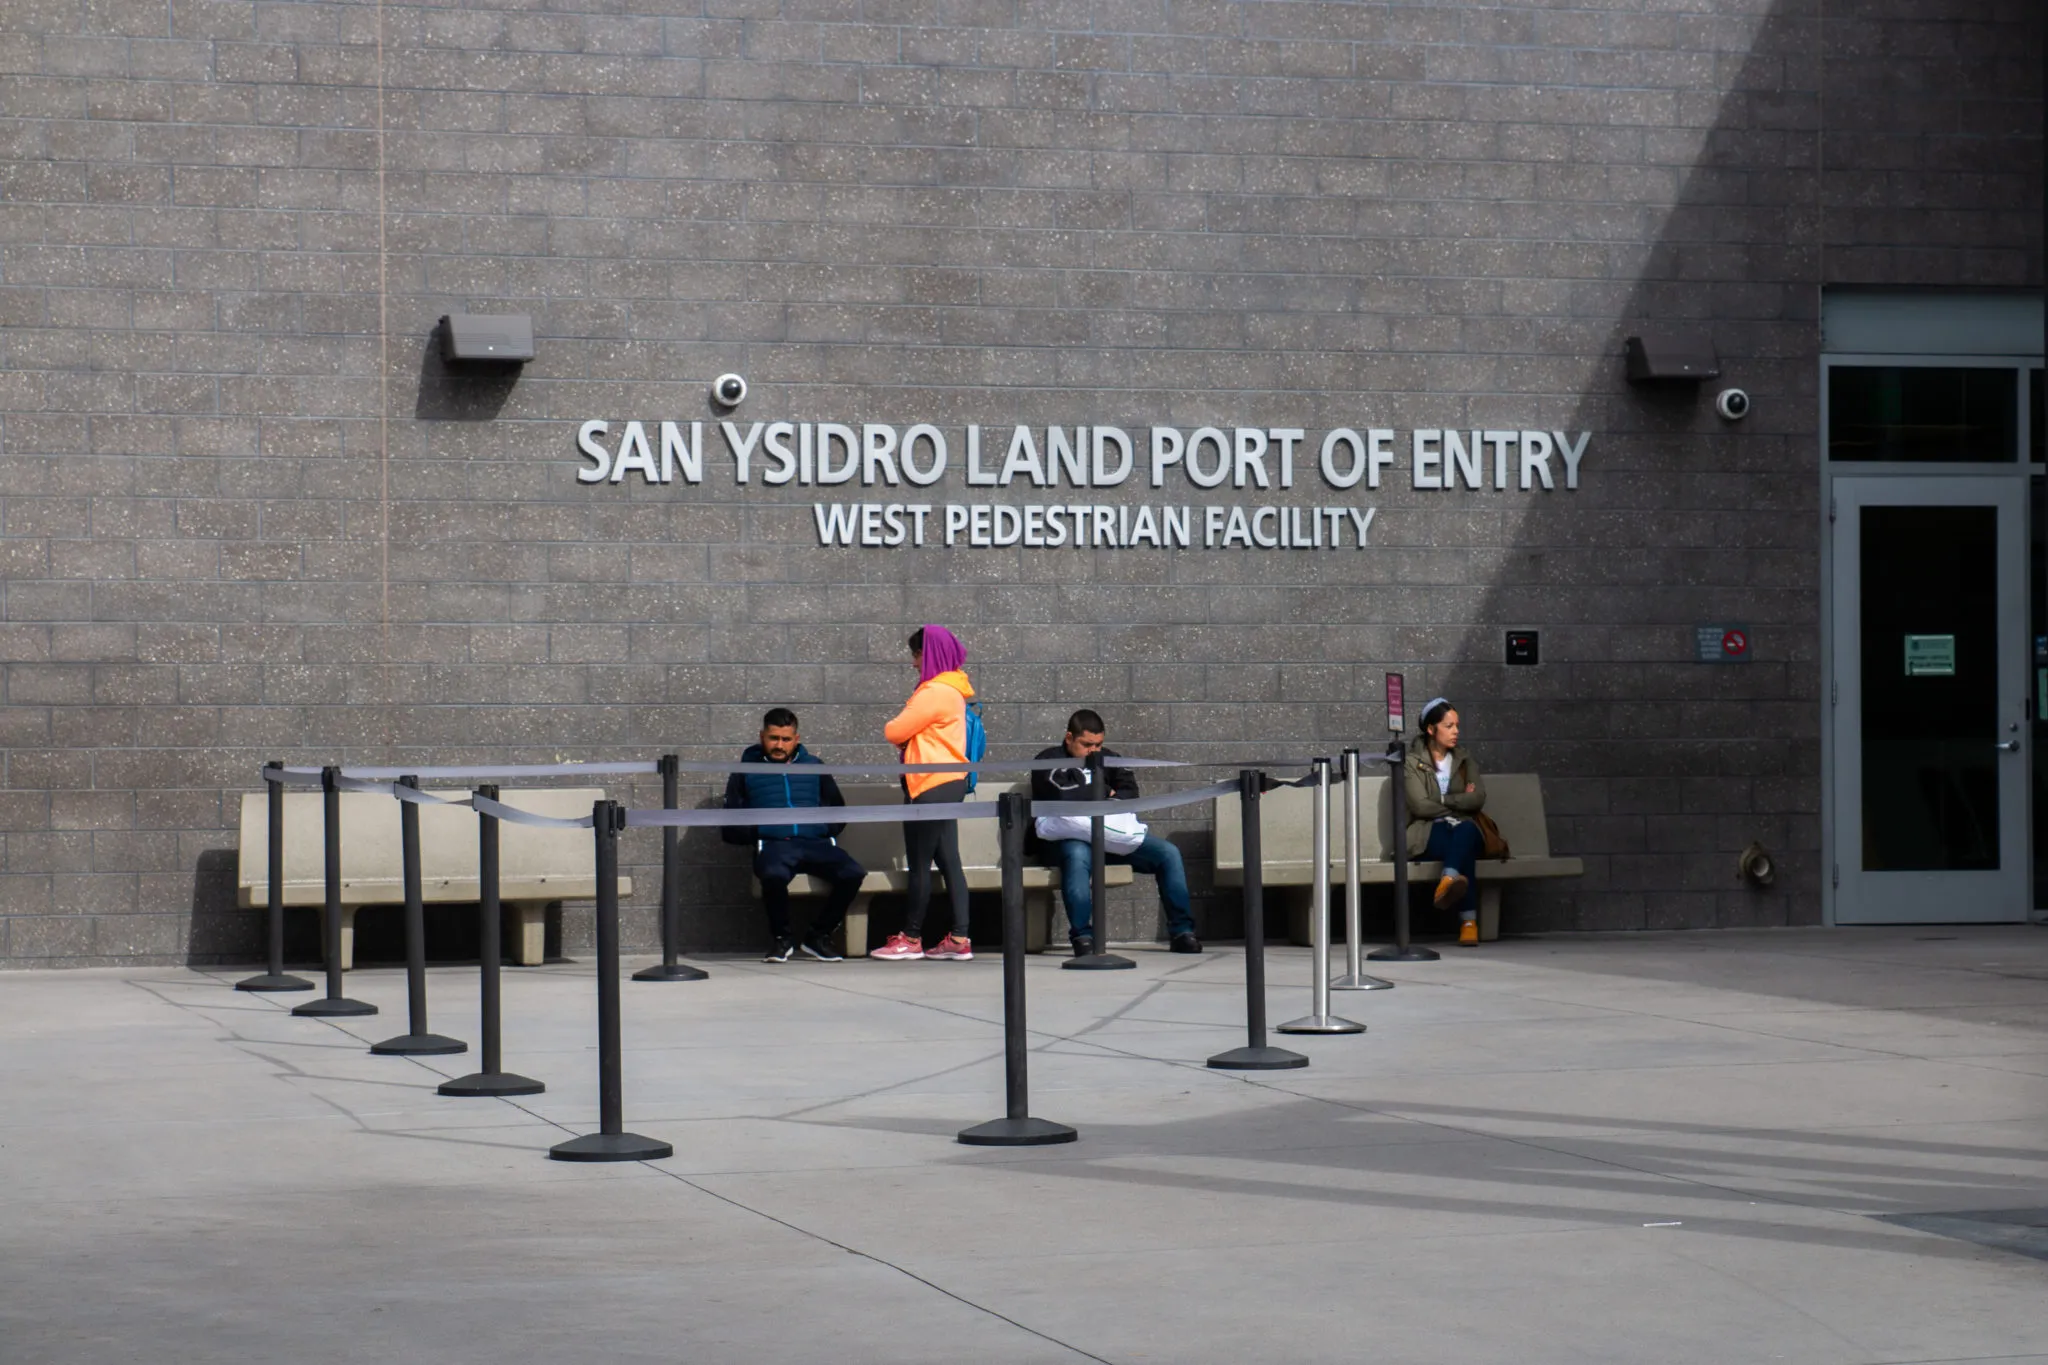 SAN YSIDRO LAND PORT OF ENTRY
WEST PEDESTRIAN FACILITY